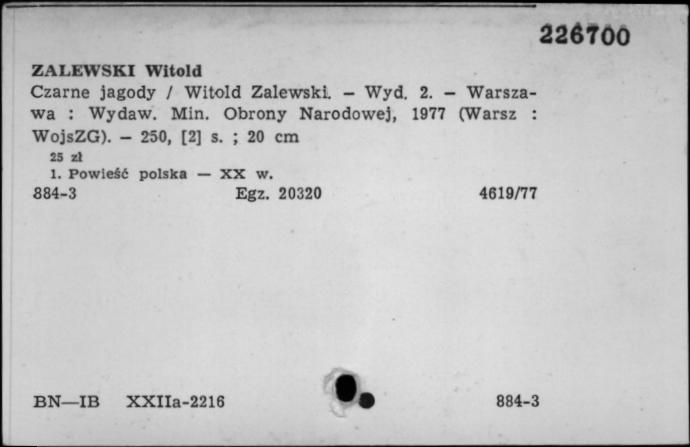 226700
ZALEWSKI Witold
Czarne jagody / Witold Zalewski. — Wyd. 2. — Warsza-
wa : Wydaw. Min. Obrony Narodowej, 1977 (Warsz :
WojsZG). — 250, [2] s. ; 20 cm
25 zł
1. Powieść polska — XX w.
884-3 Egz. 20320 4619/77
BN—IB XXIIa-2216 884-3